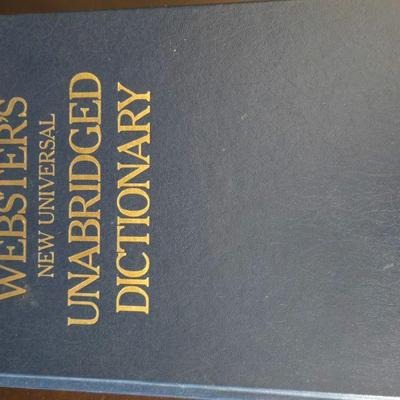 WEBSTER'S
NEW UNIVERSAL
UNABRIDGED
DICTIONARY